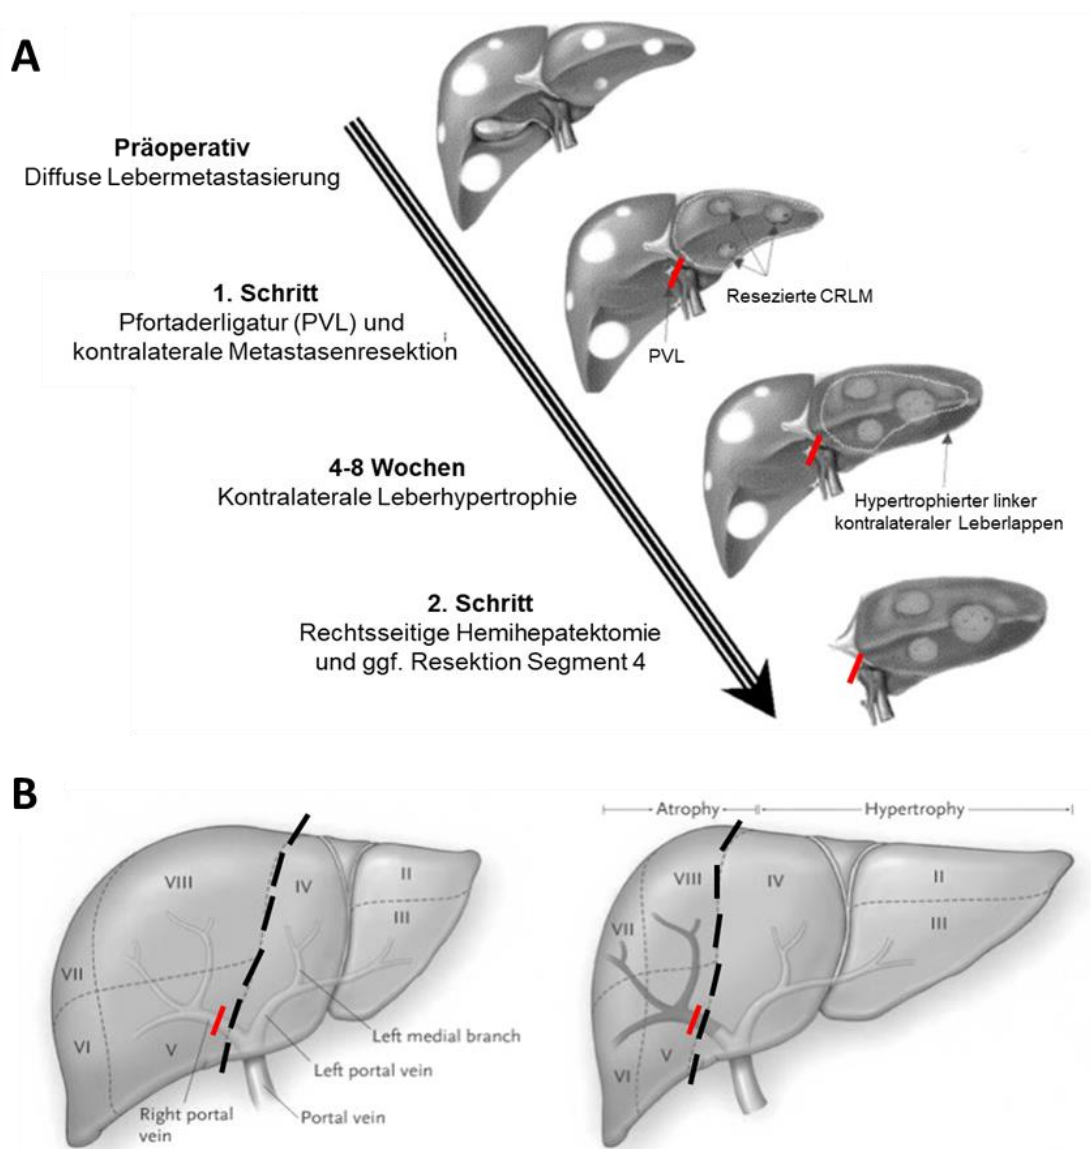 A
Präoperativ
Diffuse Lebermetastasierung
1. Schritt
Pfortaderligatur (PVL) und
kontralaterale Metastasenresektion
Resezierte CRLM
PVL
4-8 Wochen
Kontralaterale Leberhypertrophie
Hypertrophierter linker
kontralateraler Leberlappen
2. Schritt
Rechtsseitige Hemihepatektomie
und ggf. Resektion Segment 4
B
VIII
IV
II
III
VII
VI
V
Left medial branch
Left portal vein
Right portal
vein
Portal vein
Atrophy
Hypertrophy
VIII
IV
II
III
VII
V
VI